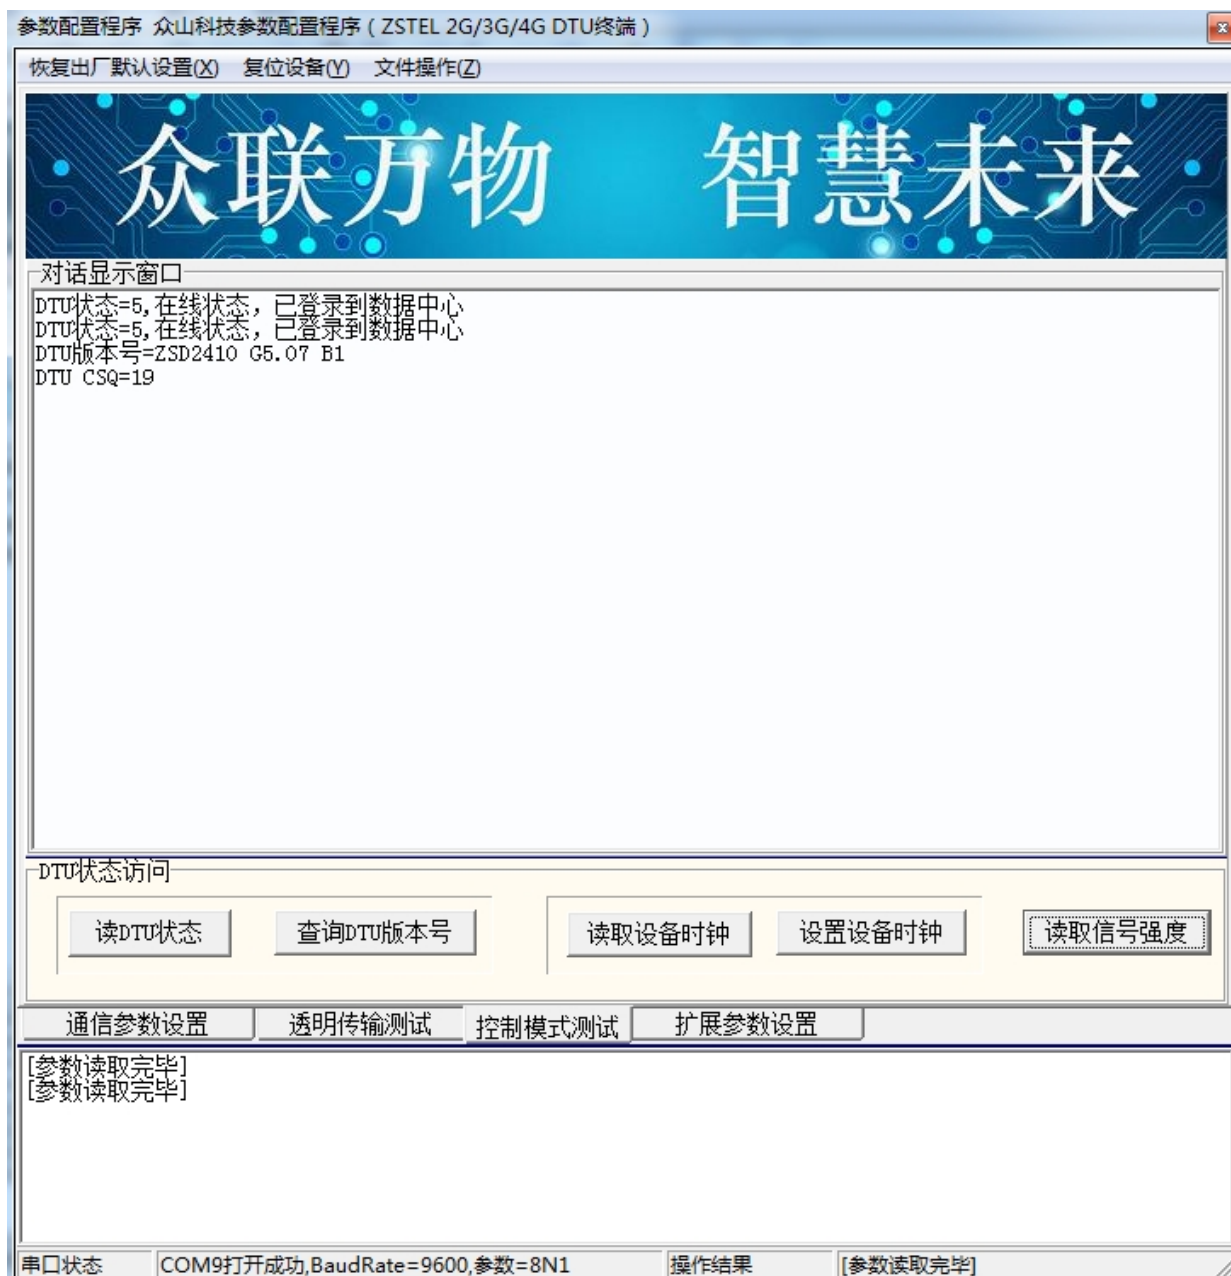 参数配置程序 众山科技参数配置程序 ( ZSTEL 2G/3G/4G DTU终端 )
x
恢复出厂默认设置(X) 复位设备(Y) 文件操作(Z)
众联万物 智慧未来
对话显示窗口
DTU状态=5,在线状态，已登录到数据中心
DTU状态=5,在线状态，已登录到数据中心
DTU版本号=ZSD2410 G5.07 B1
DTU CSQ=19
DTU状态访问
读DTU状态 查询DTU版本号 读取设备时钟 设置设备时钟 读取信号强度
通信参数设置 透明传输测试 控制模式测试 扩展参数设置
[参数读取完毕]
[参数读取完毕]
串口状态 COM9打开成功,BaudRate=9600,参数=8N1 操作结果 [参数读取完毕]